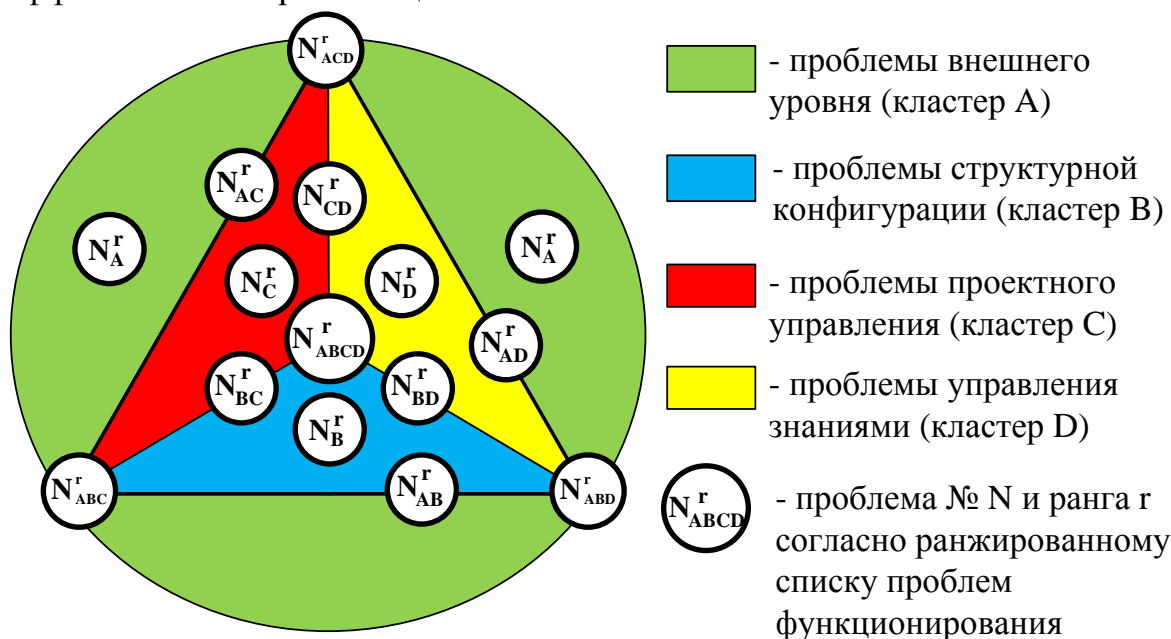 N^r_ACD
N^r_AC
N^r_CD
N^r_A
N^r_A
N^r_C
N^r_D
N^r_ABCD
N^r_AD
N^r_BC
N^r_BD
N^r_B
N^r_ABC
N^r_AB
N^r_ABD
- проблемы внешнего
уровня (кластер А)
- проблемы структурной
конфигурации (кластер В)
- проблемы проектного
управления (кластер С)
- проблемы управления
знаниями (кластер D)
N^r_ABCD
- проблема № N и ранга r
согласно ранжированному
списку проблем
функционирования